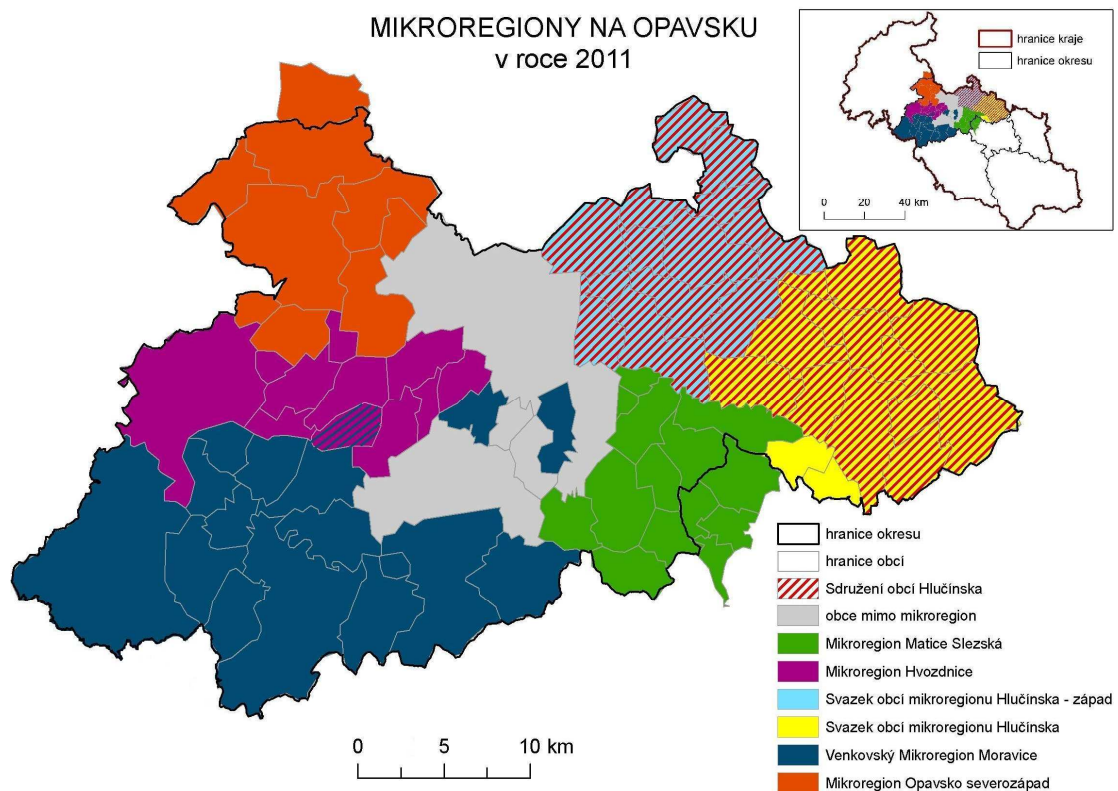 MIKROREGIONY NA OPAVSKU
v roce 2011
hranice kraje
hranice okresu
0 20 40 km
hranice okresu
hranice obcí
Sdružení obcí Hlučínska
obce mimo mikroregion
Mikroregion Matice Slezská
Mikroregion Hvozdnice
Svazek obcí mikroregionu Hlučínska - západ
Svazek obcí mikroregionu Hlučínska
Venkovský Mikroregion Moravice
Mikroregion Opavsko severozápad
0 5 10 km